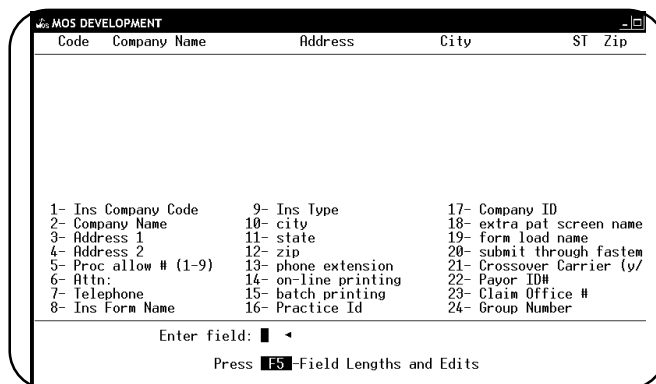 MOS MOS DEVELOPMENT
Code Company Name Address City ST Zip
1- Ins Company Code 9- Ins Type 17- Company ID
2- Company Name 10- city 18- extra pat screen name
3- Address 1 11- state 19- form load name
4- Address 2 12- zip 20- submit through fastem
5- Proc allow # (1-9) 13- phone extension 21- Crossover Carrier (y/
6- Attn: 14- on-line printing 22- Payor ID#
7- Telephone 15- batch printing 23- Claim Office #
8- Ins Form Name 16- Practice Id 24- Group Number
Enter field:
Press F5-Field Lengths and Edits